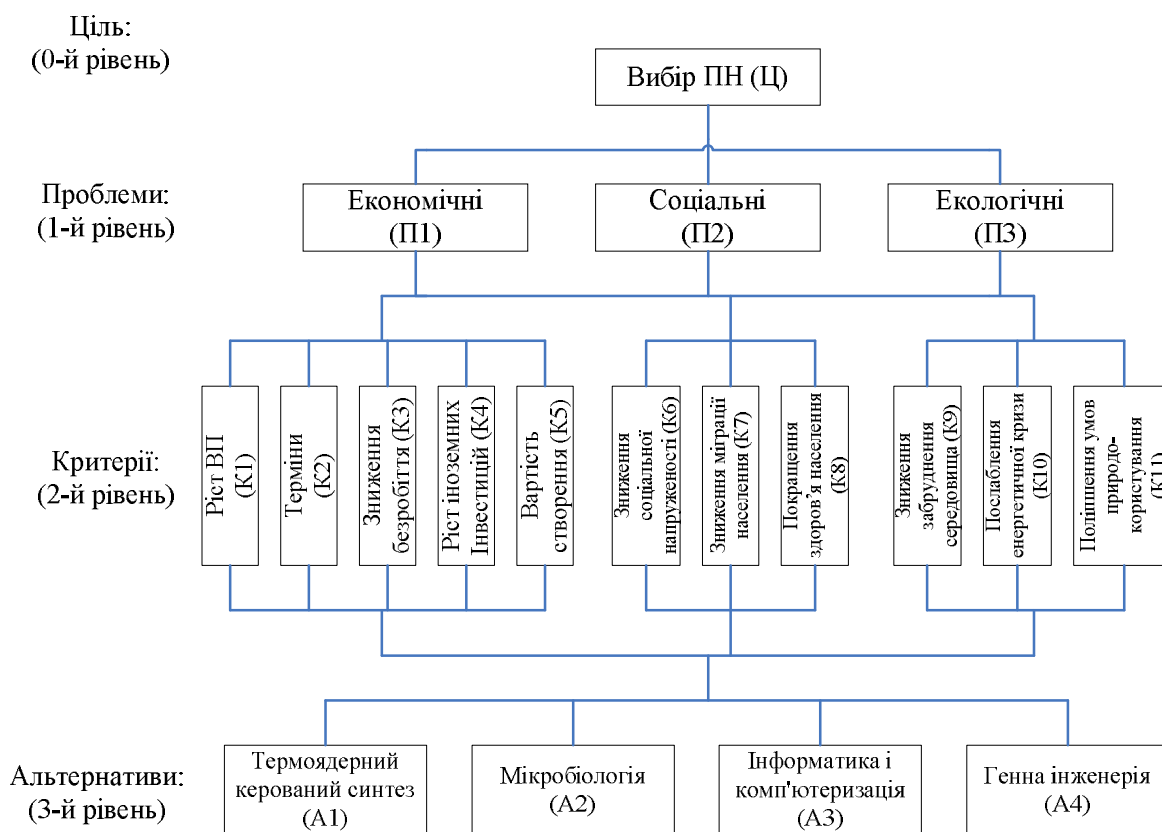 Ціль:
(0-й рівень)
Вибір ПН (Ц)
Проблеми:
(1-й рівень)
Економічні
(П1)
Соціальні
(П2)
Екологічні
(П3)
Критерії:
(2-й рівень)
Ріст ВП
(К1)
Терміни
(К2)
Зниження
безробіття (К3)
Ріст іноземних
Інвестицій (К4)
Вартість
створення (К5)
Зниження
соціальної
напруженості (К6)
Зниження міграції
населення (К7)
Покращення
здоров'я населення
(К8)
Зниження
забруднення
середовища (К9)
Послаблення
енергетичної кризи
(К10)
Поліпшення умов
природо-
користування
(К11)
Альтернативи:
(3-й рівень)
Термоядерний
керований синтез
(А1)
Мікробіологія
(А2)
Інформатика і
комп'ютеризація
(А3)
Генна інженерія
(А4)